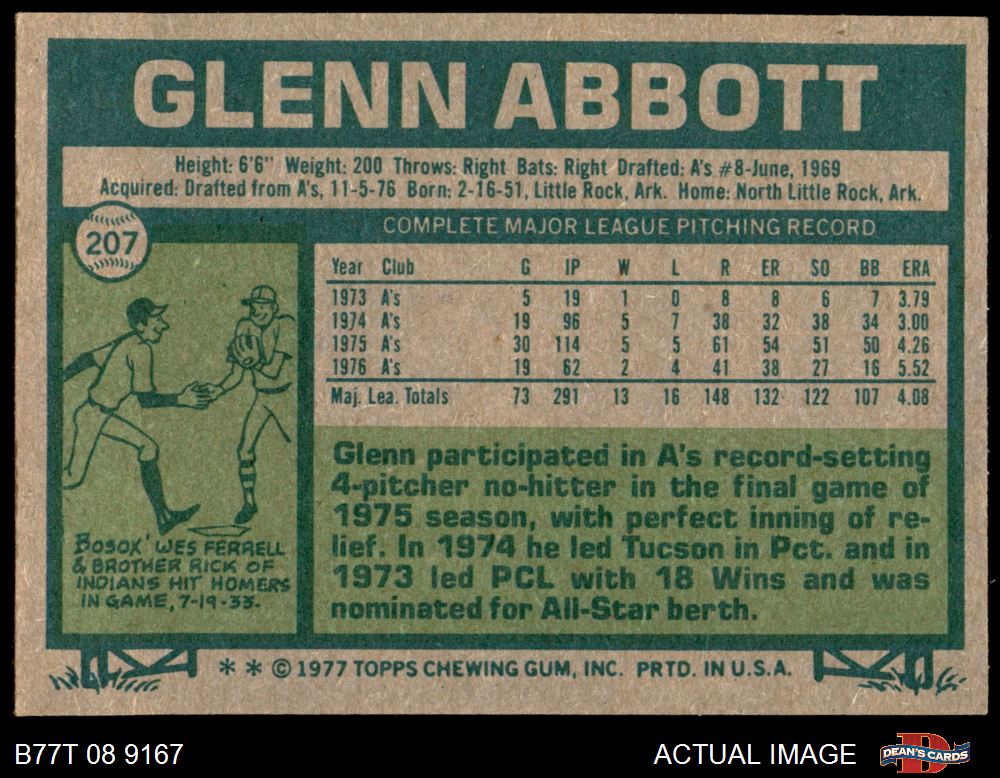 GLENN ABBOTT
Height: 6'6" Weight: 200 Throws: Right Bats: Right Drafted: A's #8-June, 1969
Acquired: Drafted from A's, 11-5-76 Born: 2-16-51, Little Rock, Ark. Home: North Little Rock, Ark.
207
COMPLETE MAJOR LEAGUE PITCHING RECORD
Year Club G IP W L R ER SO BB ERA
1973 A's 5 19 1 0 8 8 6 7 3.79
1974 A's 19 96 5 7 38 32 38 34 3.00
1975 A's 30 114 5 5 61 54 51 50 4.26
1976 A's 19 62 2 4 41 38 27 16 5.52
Maj. Lea. Totals 73 291 13 16 148 132 122 107 4.08
BOSOX' WES FERRELL
& BROTHER RICK OF
INDIANS HIT HOMERS
IN GAME, 7-19-33.
Glenn participated in A's record-setting
4-pitcher no-hitter in the final game of
1975 season, with perfect inning of re-
lief. In 1974 he led Tucson in Pct. and in
1973 led PCL with 18 Wins and was
nominated for All-Star berth.
* * © 1977 TOPPS CHEWING GUM, INC. PRTD. IN U.S.A.
B77T 08 9167
ACTUAL IMAGE
D
DEAN'S CARDS